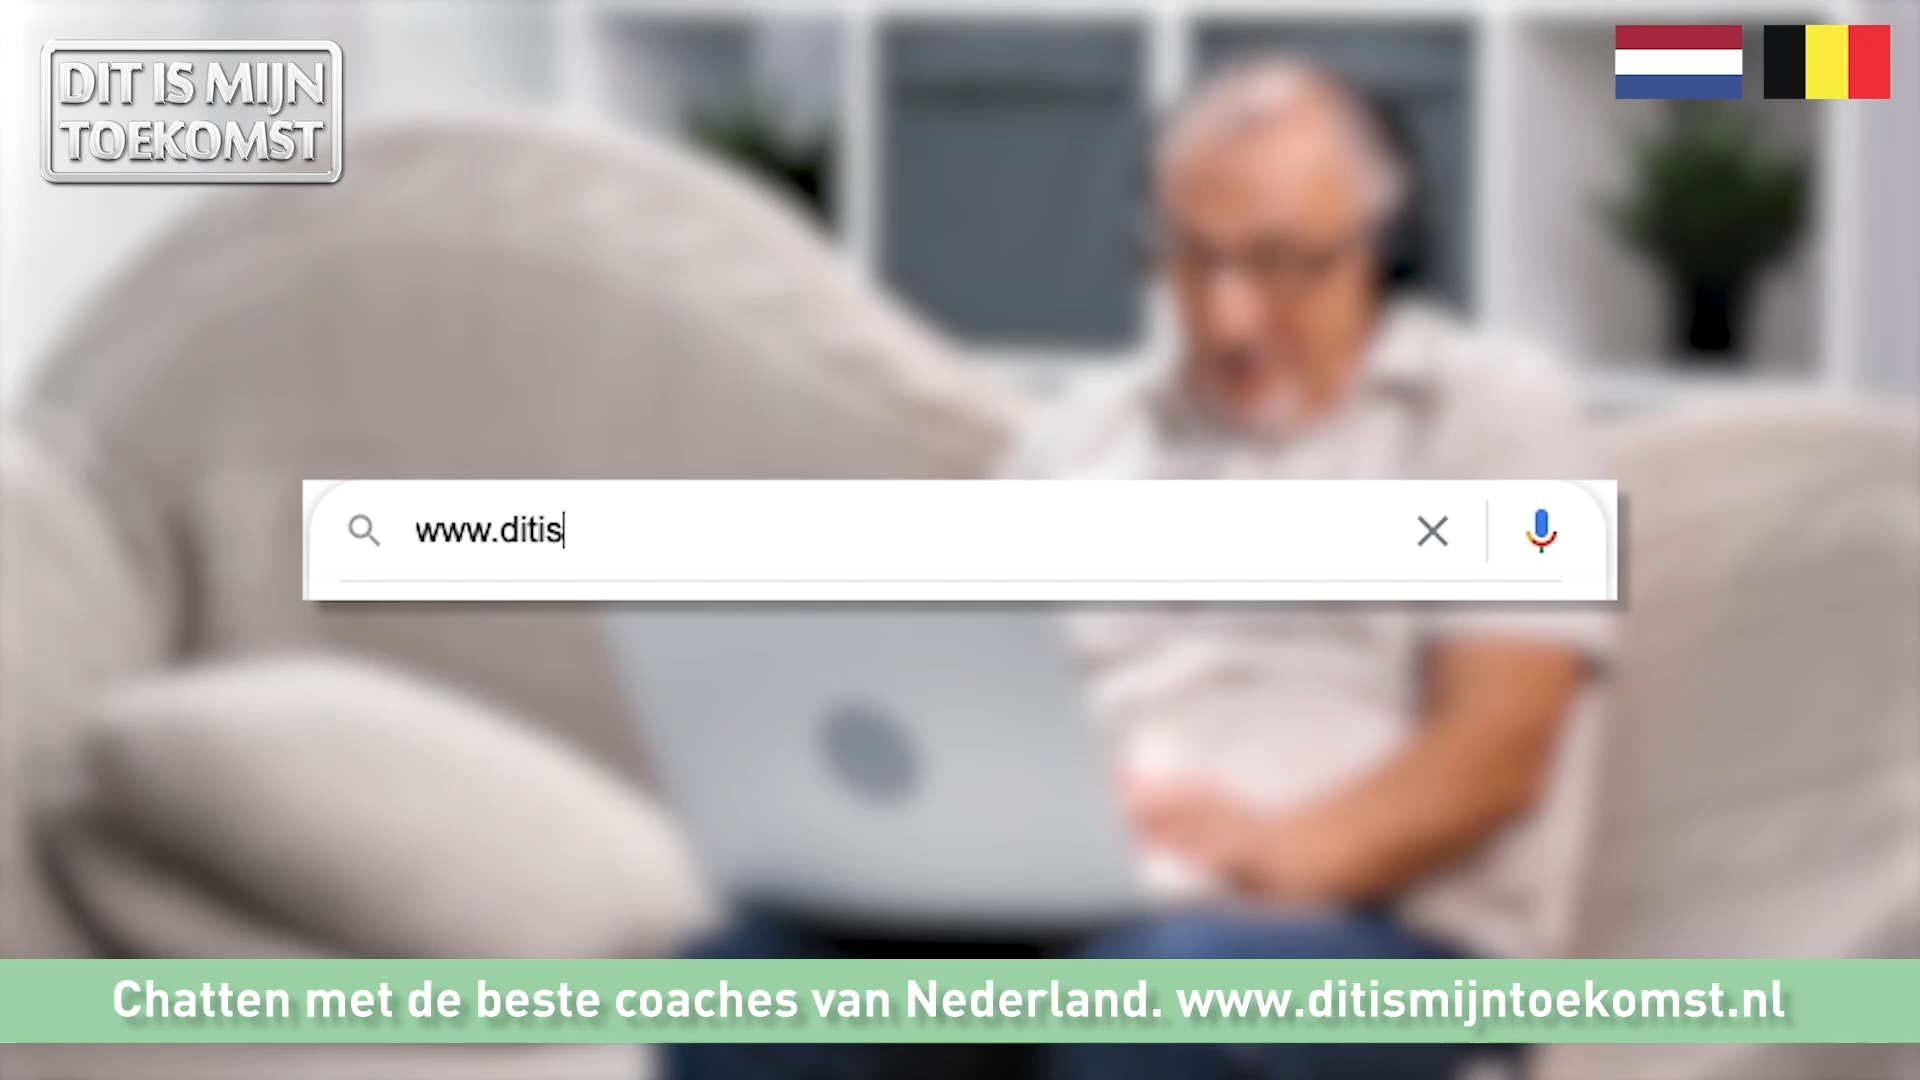 DIT IS MIJN
TOEKOMST
www.ditis
Chatten met de beste coaches van Nederland. www.ditismijntoekomst.nl